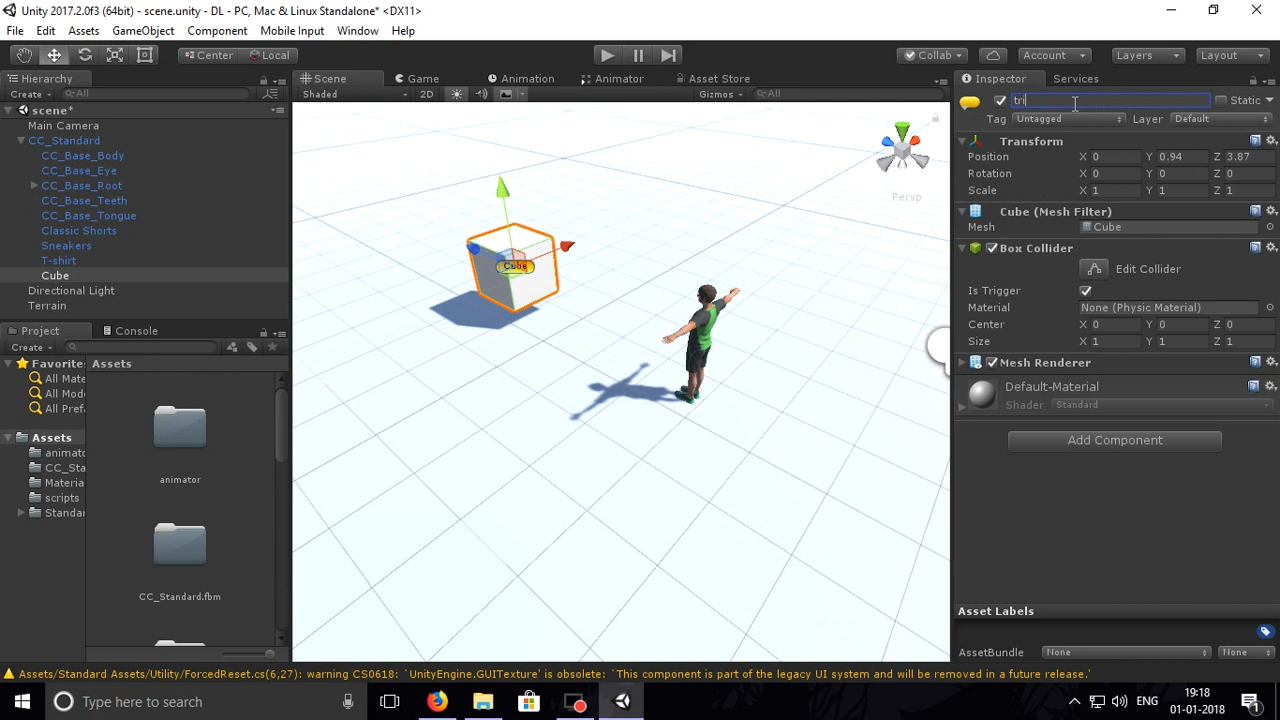 Unity 2017.2.0f3 (64bit) - scene.unity - DL - PC, Mac & Linux Standalone* <DX11>
File Edit Assets GameObject Component Mobile Input Window Help
Center Local Collab Account Layers Layout
Hierarchy
Create All
scene*
Main Camera
CC_Standard
CC_Base_Body
CC_Base_Eye
CC_Base_Root
CC_Base_Teeth
CC_Base_Tongue
Classic Shorts
Sneakers
T-shirt
Cube
Directional Light
Terrain
Scene Game Animation Animator Asset Store
Shaded 2D Gizmos All
Persp
Cube
Project Console
Create
Favorites
All Mate
All Mode
All Prefa
Assets
animato
CC_Sta
Materia
scripts
Standar
Assets
animator
CC_Standard.fbm
Inspector Services
tri Static
Tag Untagged Layer Default
Transform
Position X 0 Y 0.94 Z 3.87
Rotation X 0 Y 0 Z 0
Scale X 1 Y 1 Z 1
Cube (Mesh Filter)
Mesh Cube
Box Collider
Edit Collider
Is Trigger
Material None (Physic Material)
Center X 0 Y 0 Z 0
Size X 1 Y 1 Z 1
Mesh Renderer
Default-Material
Shader Standard
Add Component
Asset Labels
AssetBundle None None
Assets/Standard Assets/Utility/ForcedReset.cs(6,27): warning CS0618: `UnityEngine.GUITexture' is obsolete: `This component is part of the legacy UI system and will be removed in a future release.'
Type here to search
ENG
19:18
01-01-2018
1